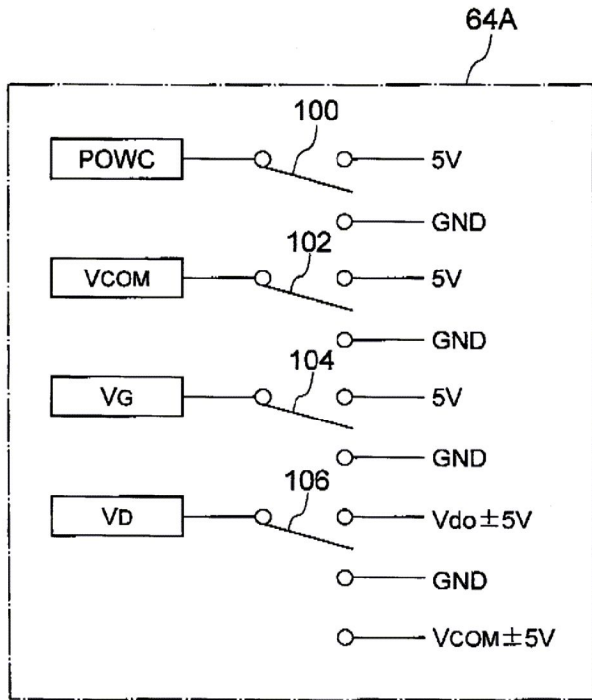 64A
100
POWC
5V
GND
102
VCOM
5V
GND
104
VG
5V
GND
106
VD
Vdo±5V
GND
VCOM±5V